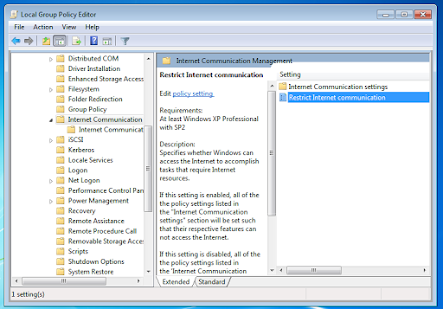 Local Group Policy Editor
File Action View Help
Distributed COM
Driver Installation
Enhanced Storage Access
Filesystem
Folder Redirection
Group Policy
Internet Communication
Internet Communicat
iSCSI
Kerberos
Locale Services
Logon
Net Logon
Performance Control Pan
Power Management
Recovery
Remote Assistance
Remote Procedure Call
Removable Storage Acces
Scripts
Shutdown Options
System Restore
Internet Communication Management
Restrict Internet communication
Edit policy setting.
Requirements:
At least Windows XP Professional
with SP2
Description:
Specifies whether Windows can
access the Internet to accomplish
tasks that require Internet
resources.
If this setting is enabled, all of the
the policy settings listed in
the "Internet Communication
settings" section will be set such
that their respective features can
not access the Internet.
If this setting is disabled, all of
the policy settings listed in
the 'Internet Communication
Setting
Internet Communication settings
Restrict Internet communication
Extended Standard
1 setting(s)